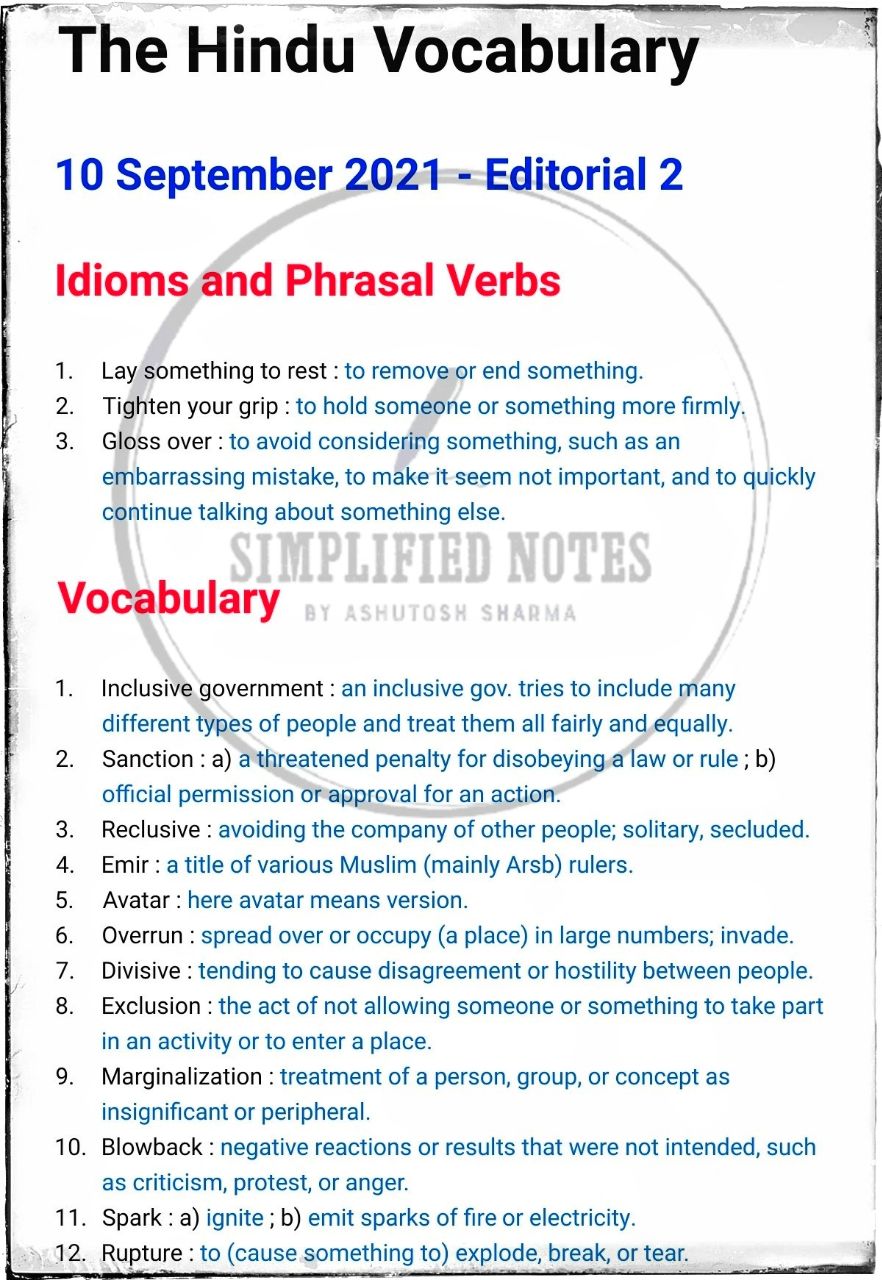 The Hindu Vocabulary
10 September 2021 - Editorial 2
Idioms and Phrasal Verbs
1. Lay something to rest : to remove or end something.
2. Tighten your grip : to hold someone or something more firmly.
3. Gloss over : to avoid considering something, such as an
embarrassing mistake, to make it seem not important, and to quickly
continue talking about something else.
SIMPLIFIED NOTES
Vocabulary
BY ASHUTOSH SHARMA
1. Inclusive government : an inclusive gov. tries to include many
different types of people and treat them all fairly and equally.
2. Sanction : a) a threatened penalty for disobeying a law or rule ; b)
official permission or approval for an action.
3. Reclusive : avoiding the company of other people; solitary, secluded.
4. Emir : a title of various Muslim (mainly Arsb) rulers.
5. Avatar : here avatar means version.
6. Overrun : spread over or occupy (a place) in large numbers; invade.
7. Divisive : tending to cause disagreement or hostility between people.
8. Exclusion : the act of not allowing someone or something to take part
in an activity or to enter a place.
9. Marginalization : treatment of a person, group, or concept as
insignificant or peripheral.
10. Blowback : negative reactions or results that were not intended, such
as criticism, protest, or anger.
11. Spark : a) ignite ; b) emit sparks of fire or electricity.
12. Rupture : to (cause something to) explode, break, or tear.